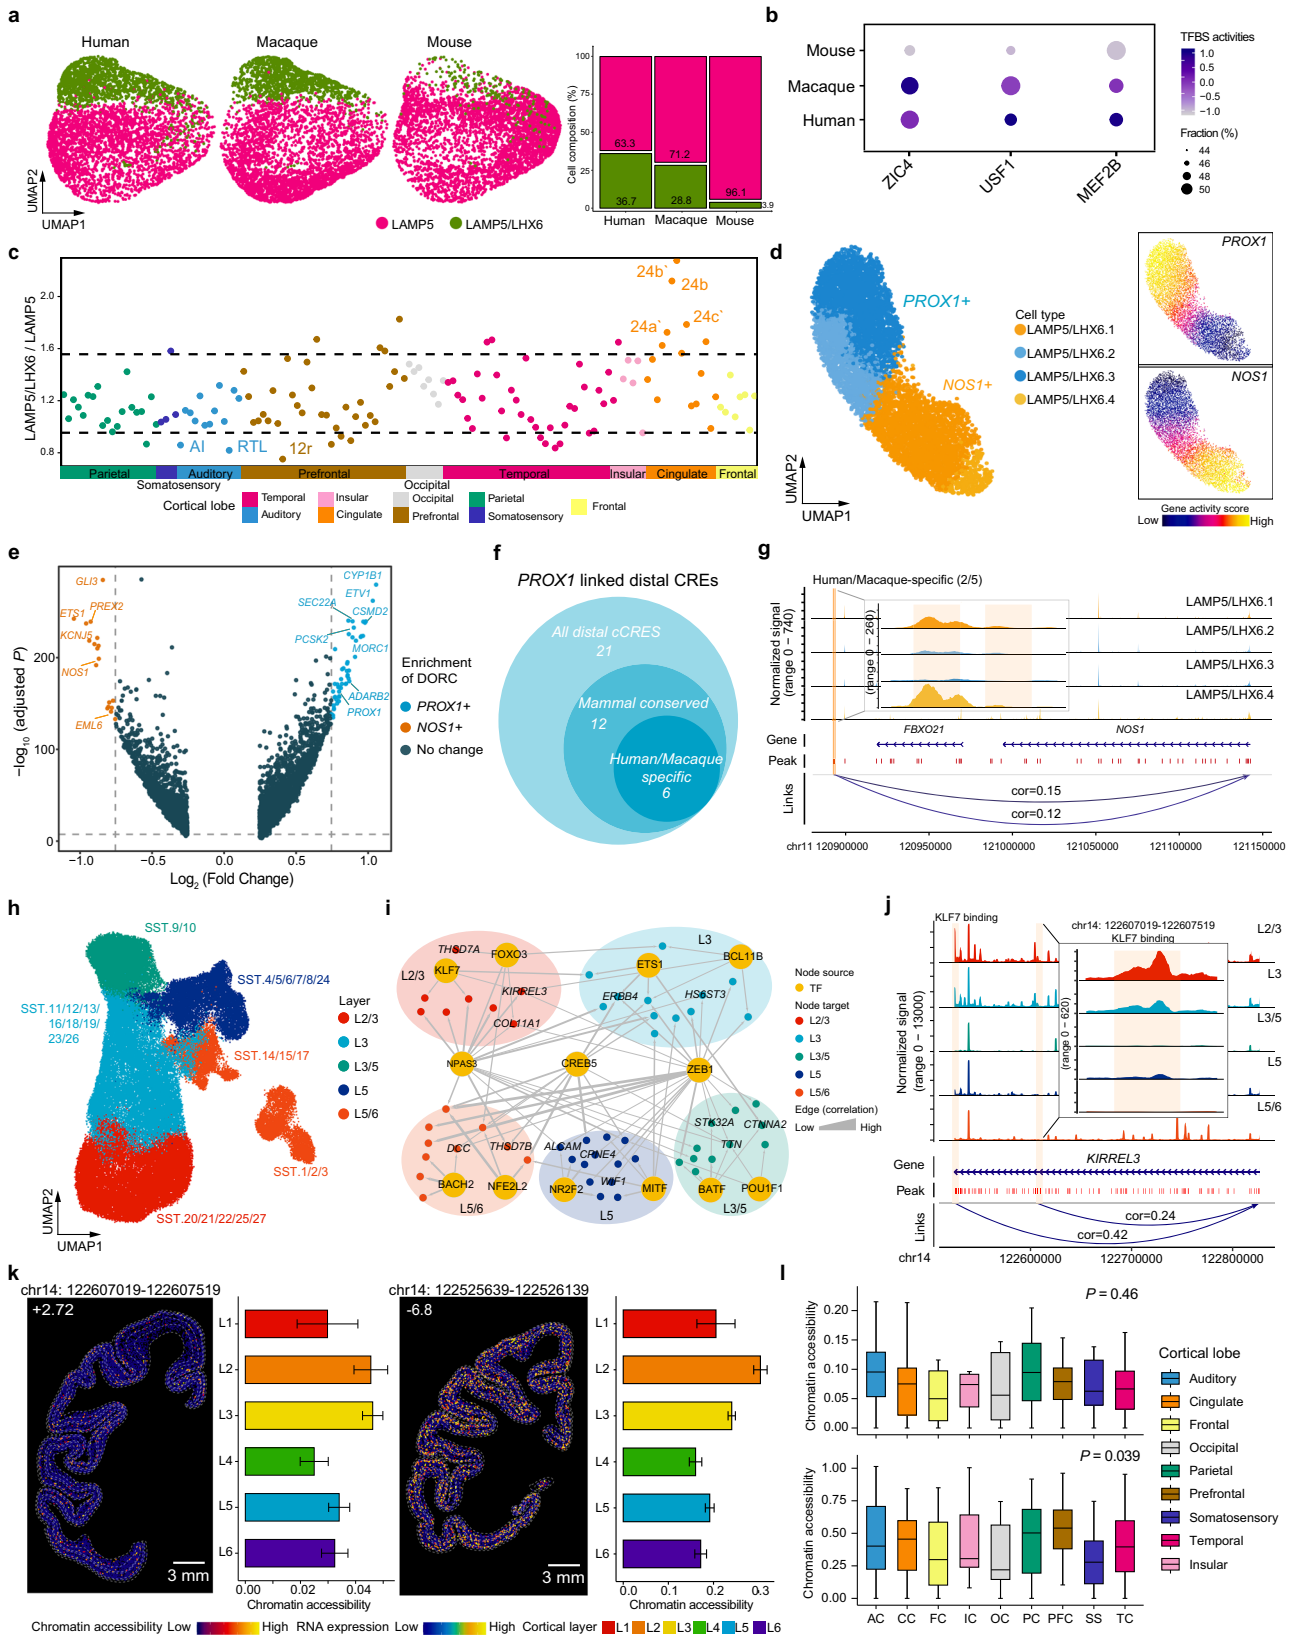 a
Human
Macaque
Mouse
UMAP2
UMAP1
LAMP5
LAMP5/LHX6
Cell composition (%)
100
75
50
25
0
63.3
36.7
71.2
28.8
96.1
3.9
Human Macaque Mouse
b
Mouse
Macaque
Human
ZIC4
USF1
MEF2B
TFBS activities
1.0
0.5
0.0
−0.5
−1.0
Fraction (%)
44
46
48
50
c
LAMP5/LHX6 / LAMP5
2.0
1.6
1.2
0.8
24b`
24b
24a`
24c`
AI
RTL
12r
Parietal
Somatosensory
Auditory
Prefrontal
Occipital
Temporal
Insular
Cingulate
Frontal
Cortical lobe
Temporal
Insular
Occipital
Parietal
Frontal
Auditory
Cingulate
Prefrontal
Somatosensory
d
PROX1+
NOS1+
UMAP2
UMAP1
Cell type
LAMP5/LHX6.1
LAMP5/LHX6.2
LAMP5/LHX6.3
LAMP5/LHX6.4
PROX1
NOS1
Gene activity score
Low
High
e
−log10 (adjusted P)
200
100
0
−1.0
−0.5
0.0
0.5
1.0
Log2 (Fold Change)
GLI3
PREX2
ETS1
KCNJ5
NOS1
EML6
CYP1B1
ETV1
SEC22A
CSMD2
PCSK2
MORC1
ADARB2
PROX1
Enrichment
of DORC
PROX1+
NOS1+
No change
f
PROX1 linked distal CREs
All distal cCRES
21
Mammal conserved
12
Human/Macaque
specific
6
g
Human/Macaque-specific (2/5)
Normalized signal
(range 0 − 740)
(range 0 − 260)
LAMP5/LHX6.1
LAMP5/LHX6.2
LAMP5/LHX6.3
LAMP5/LHX6.4
FBXO21
NOS1
Gene
Peak
Links
cor=0.15
cor=0.12
chr11 120900000
120950000
121000000
121050000
121100000
121150000
h
SST.9/10
SST.4/5/6/7/8/24
SST.11/12/13/
16/18/19/
23/26
SST.14/15/17
SST.1/2/3
SST.20/21/22/25/27
UMAP2
UMAP1
Layer
L2/3
L3
L3/5
L5
L5/6
i
THSD7A
FOXO3
L2/3
KLF7
KIRREL3
COL11A1
L3
BCL11B
ETS1
ERBB4
HS6ST3
NPAS3
CREB5
ZEB1
DCC
THSD7B
BACH2
NFE2L2
L5/6
ALCAM
CPNE4
WIF1
NR2F2
MITF
L5
STK32A
CTNNA2
TTN
BATF
POU1F1
L3/5
Node source
TF
Node target
L2/3
L3
L3/5
L5
L5/6
Edge (correlation)
Low
High
j
KLF7 binding
chr14: 122607019-122607519
KLF7 binding
Normalized signal
(range 0 − 13000)
(range 0 − 620)
L2/3
L3
L3/5
L5
L5/6
Gene
KIRREL3
Peak
Links
cor=0.24
cor=0.42
chr14
122600000
122700000
122800000
k
chr14: 122607019-122607519
+2.72
3 mm
L1
L2
L3
L4
L5
L6
0.00
0.02
0.04
Chromatin accessibility
chr14: 122525639-122526139
-6.8
3 mm
L1
L2
L3
L4
L5
L6
0.0
0.1
0.2
0.3
Chromatin accessibility
Chromatin accessibility Low
High
RNA expression Low
High
Cortical layer
L1
L2
L3
L4
L5
L6
l
Chromatin accessibility
0.20
0.15
0.10
0.05
0.00
P = 0.46
Chromatin accessibility
1.00
0.75
0.50
0.25
0.00
P = 0.039
AC
CC
FC
IC
OC
PC
PFC
SS
TC
Cortical lobe
Auditory
Cingulate
Frontal
Occipital
Parietal
Prefrontal
Somatosensory
Temporal
Insular